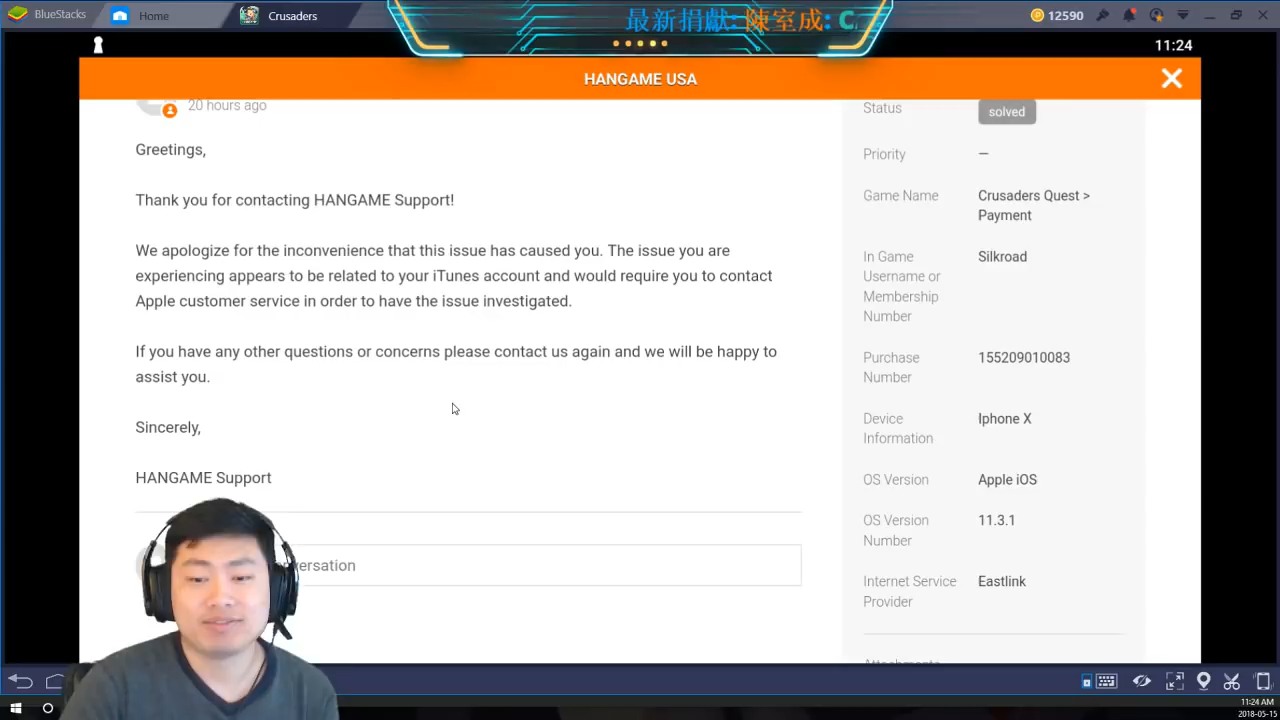 BlueStacks
Home
Crusaders
最新捐獻: 陳室成: C
12590
11:24
HANGAME USA
20 hours ago
Greetings,
Thank you for contacting HANGAME Support!
We apologize for the inconvenience that this issue has caused you. The issue you are
experiencing appears to be related to your iTunes account and would require you to contact
Apple customer service in order to have the issue investigated.
If you have any other questions or concerns please contact us again and we will be happy to
assist you.
Sincerely,
HANGAME Support
versation
Status
solved
Priority
—
Game Name
Crusaders Quest >
Payment
In Game
Username or
Membership
Number
Silkroad
Purchase
Number
155209010083
Device
Information
Iphone X
OS Version
Apple iOS
OS Version
Number
11.3.1
Internet Service
Provider
Eastlink
Attachments
11:24 AM
2018-05-15